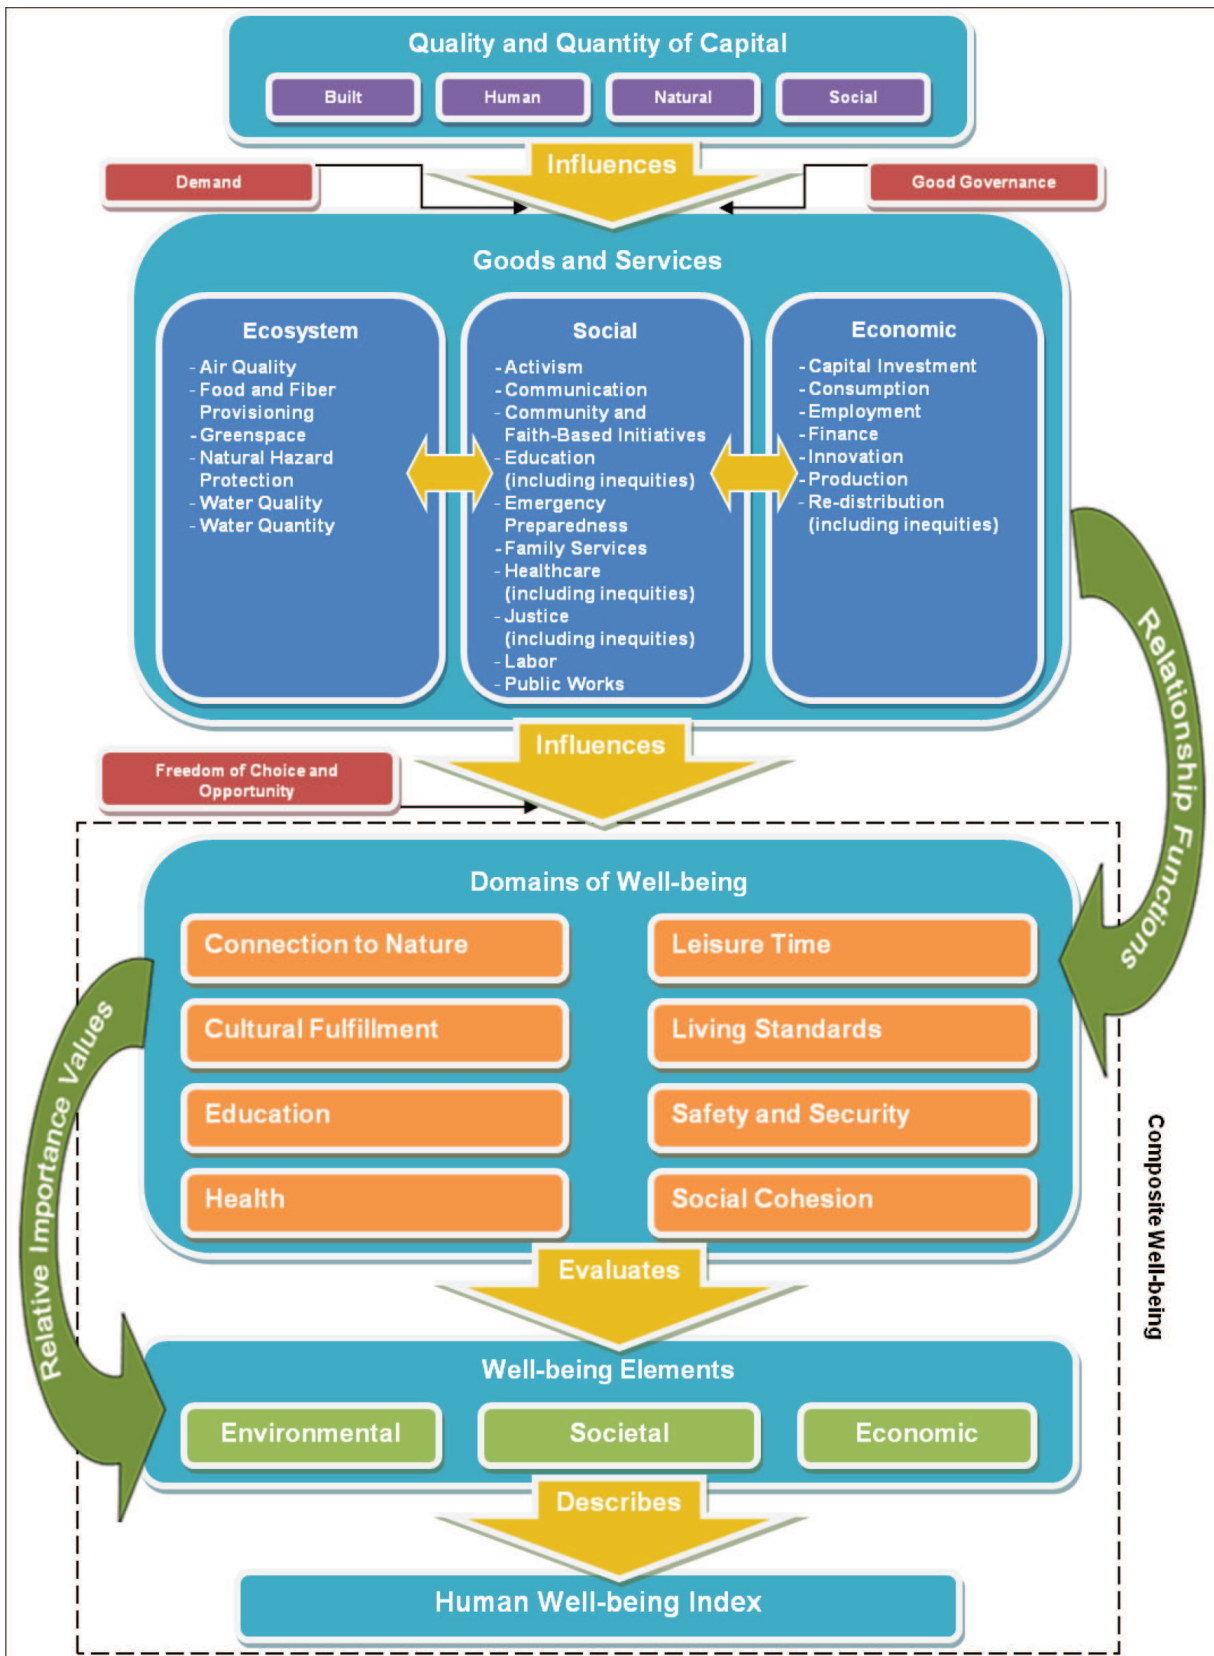 Quality and Quantity of Capital
Built
Human
Natural
Social
Influences
Demand
Good Governance
Goods and Services
Ecosystem
- Air Quality
- Food and Fiber
Provisioning
- Greenspace
- Natural Hazard
Protection
- Water Quality
- Water Quantity
Social
- Activism
- Communication
- Community and
Faith-Based Initiatives
- Education
(including inequities)
- Emergency
Preparedness
- Family Services
- Healthcare
(including inequities)
- Justice
(including inequities)
- Labor
- Public Works
Economic
- Capital Investment
- Consumption
- Employment
- Finance
- Innovation
- Production
- Re-distribution
(including inequities)
Relationship Functions
Influences
Freedom of Choice and
Opportunity
Domains of Well-being
Connection to Nature
Leisure Time
Cultural Fulfillment
Living Standards
Education
Safety and Security
Health
Social Cohesion
Relative Importance Values
Composite Well-being
Evaluates
Well-being Elements
Environmental
Societal
Economic
Describes
Human Well-being Index